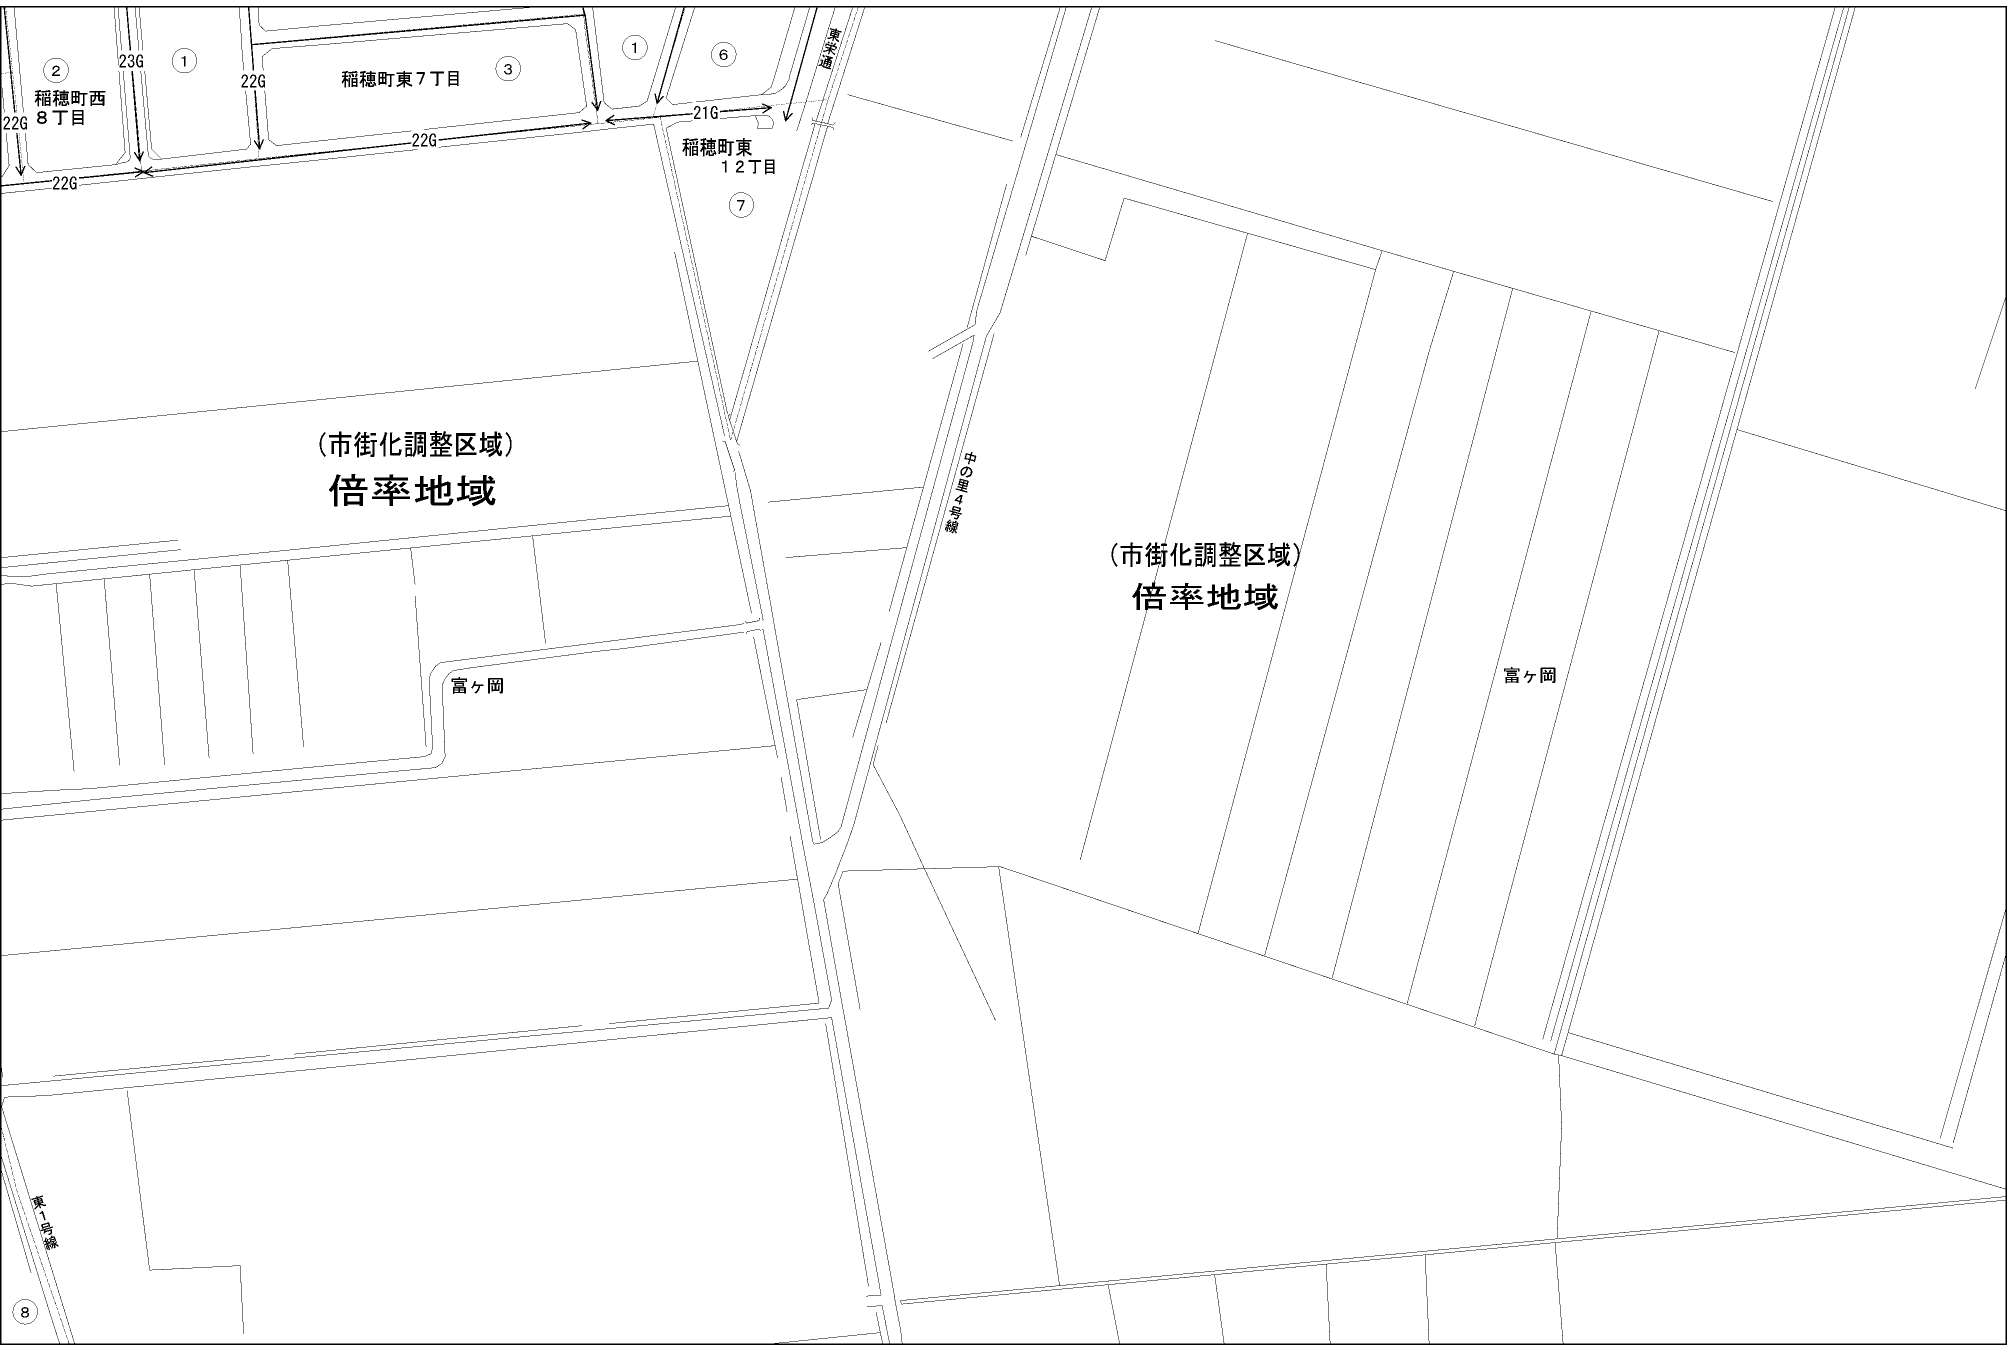 2
稲穂町西
8丁目
23G
1
22G
22G
22G
稲穂町東7丁目
3
22G
1
6
21G
東栄通
稲穂町東
12丁目
7
(市街化調整区域)
倍率地域
中の里4号線
(市街化調整区域)
倍率地域
富ヶ岡
富ヶ岡
東1号線
8